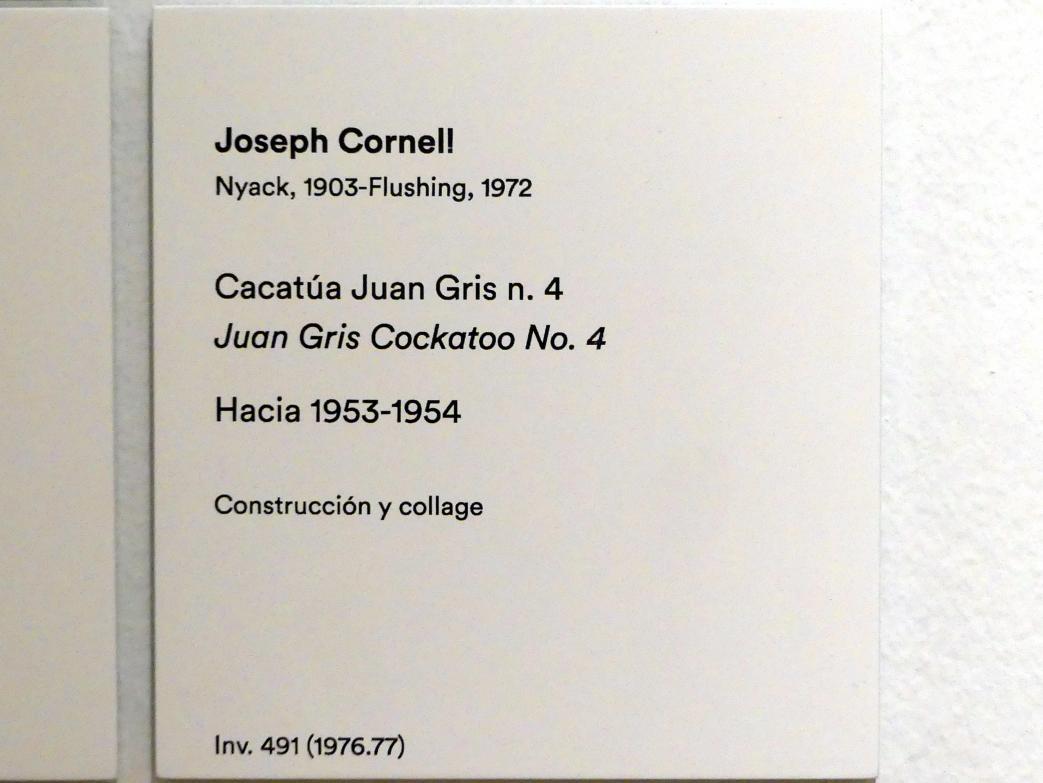 Joseph Cornell
Nyack, 1903-Flushing, 1972
Cacatúa Juan Gris n. 4
Juan Gris Cockatoo No. 4
Hacia 1953-1954
Construcción y collage
Inv. 491 (1976.77)